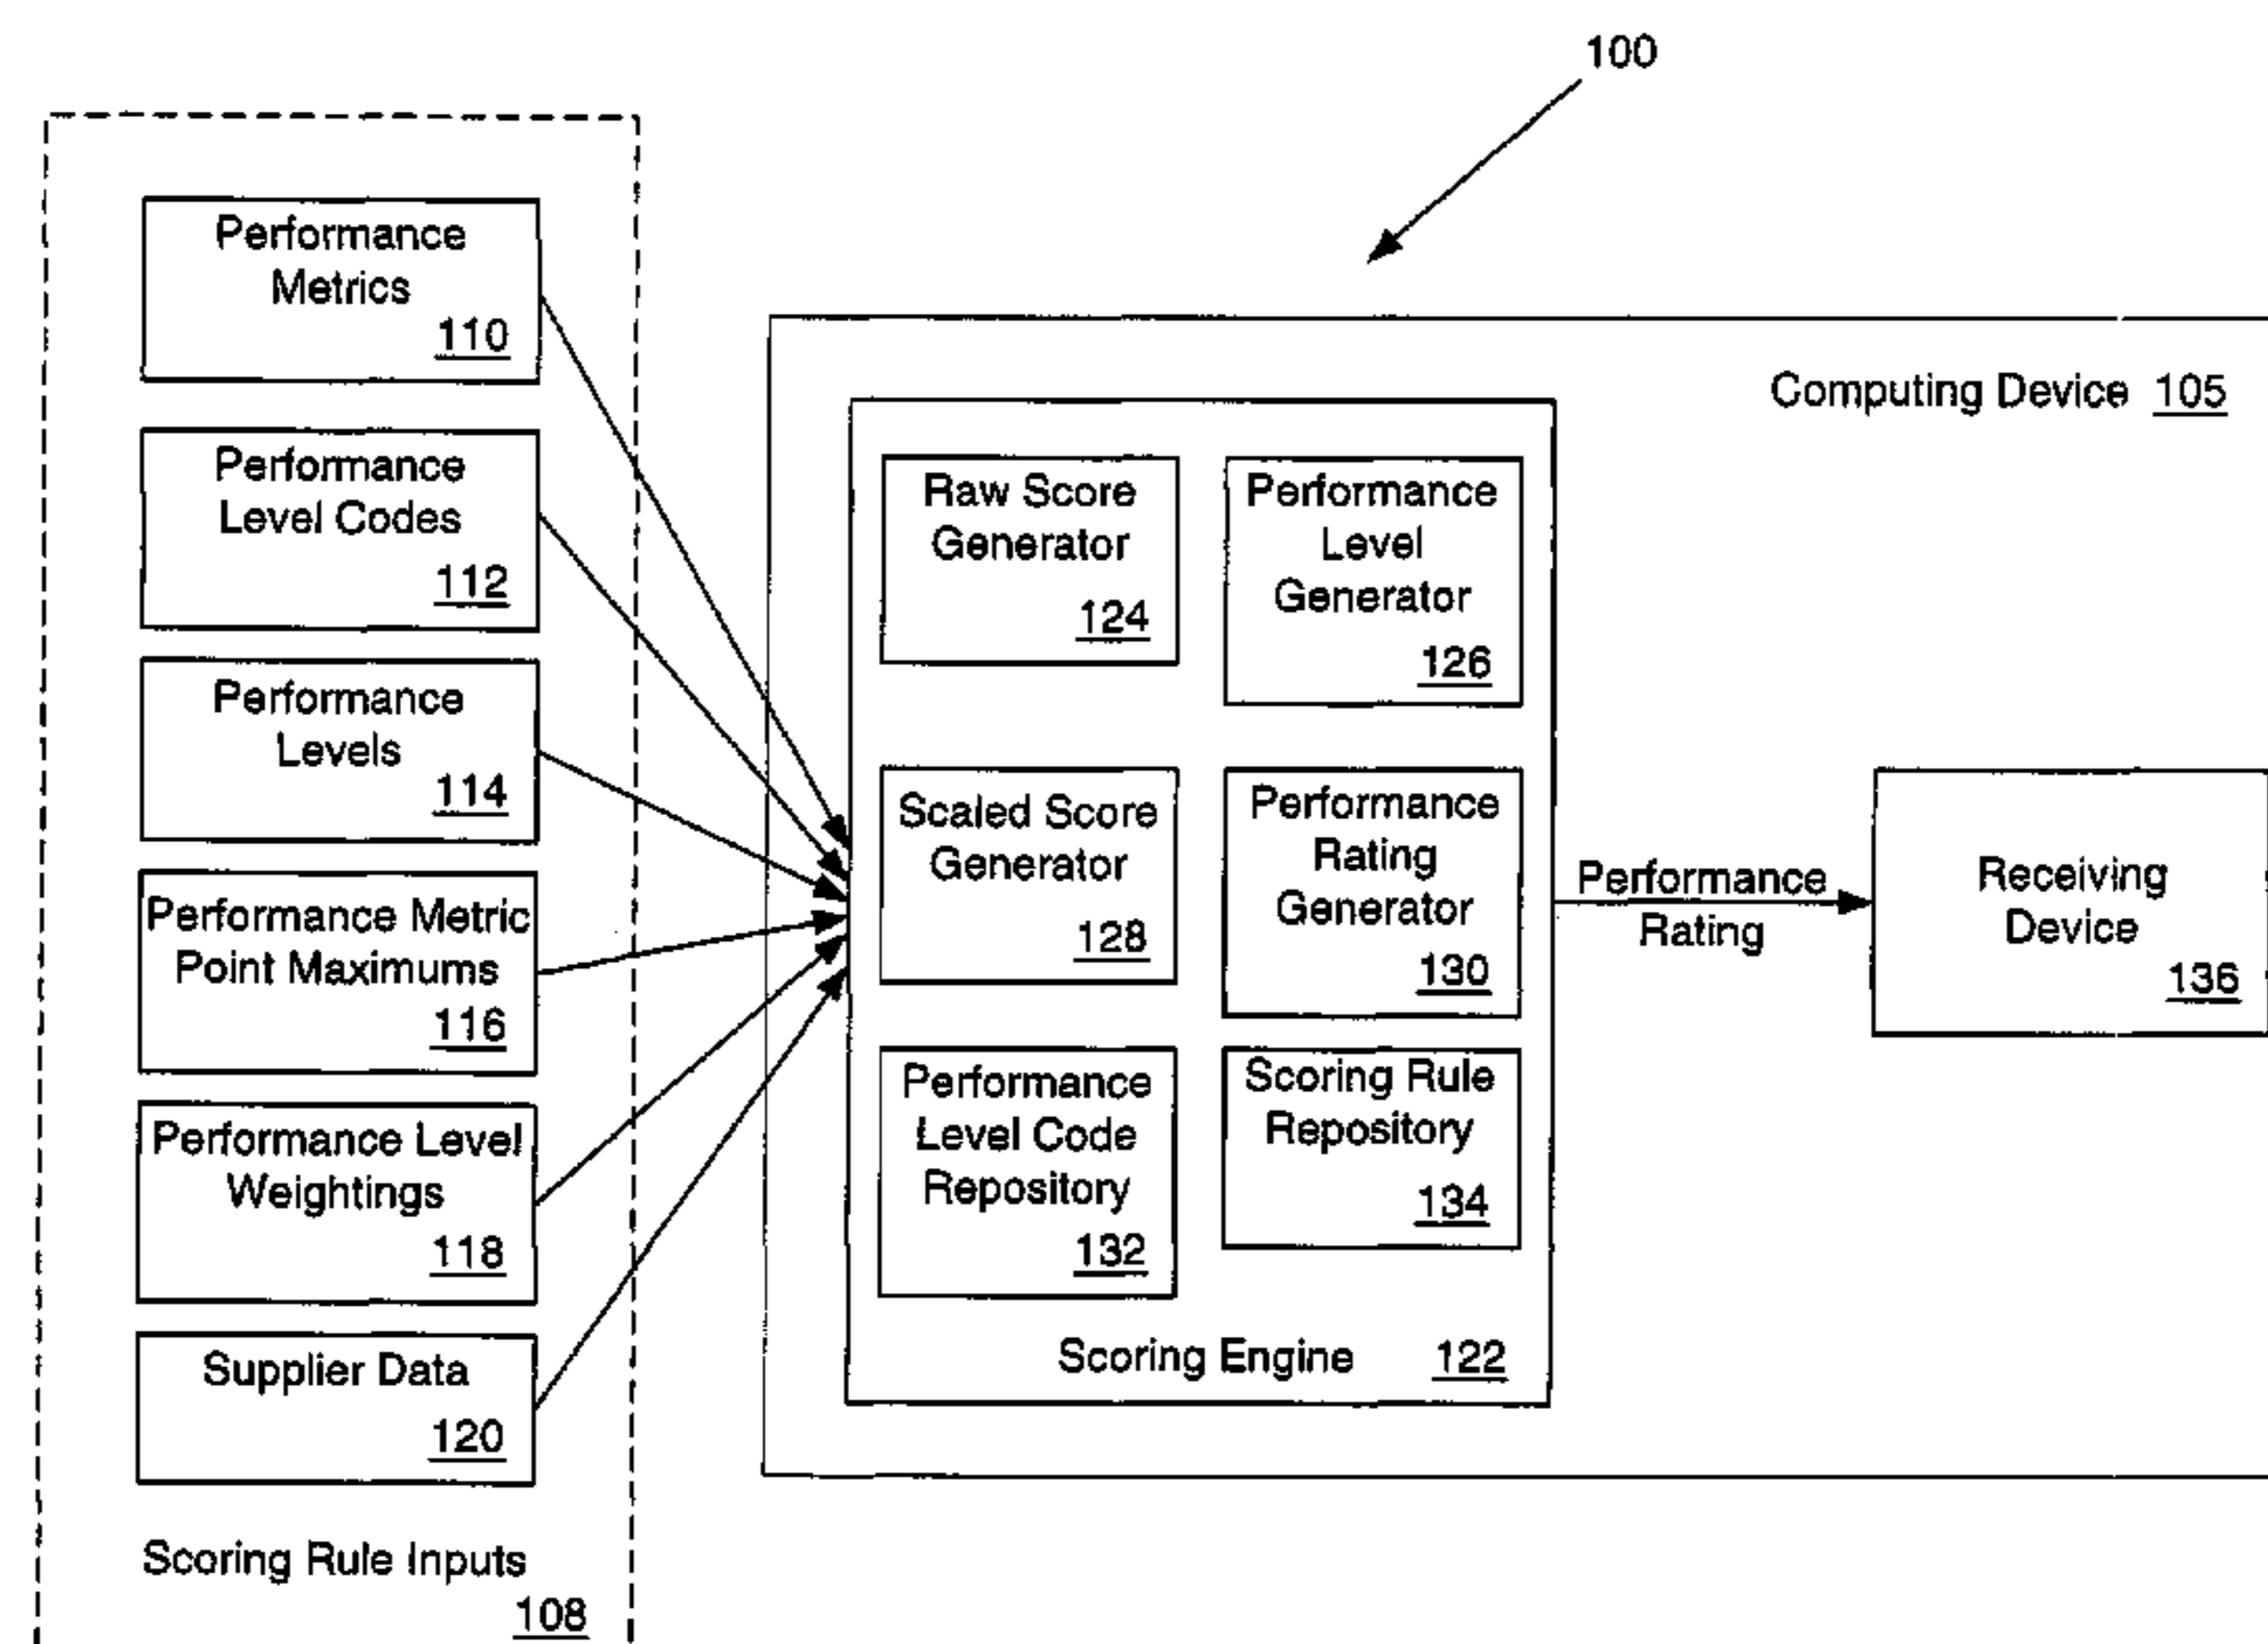 100
Performance
Metrics
110
Performance
Level Codes
112
Performance
Levels
114
Performance Metric
Point Maximums
116
Performance Level
Weightings
118
Supplier Data
120
Scoring Rule Inputs
108
Computing Device 105
Raw Score
Generator
124
Performance
Level
Generator
126
Scaled Score
Generator
128
Performance
Rating
Generator
130
Performance
Level Code
Repository
132
Scoring Rule
Repository
134
Scoring Engine 122
Performance
Rating
Receiving
Device
136